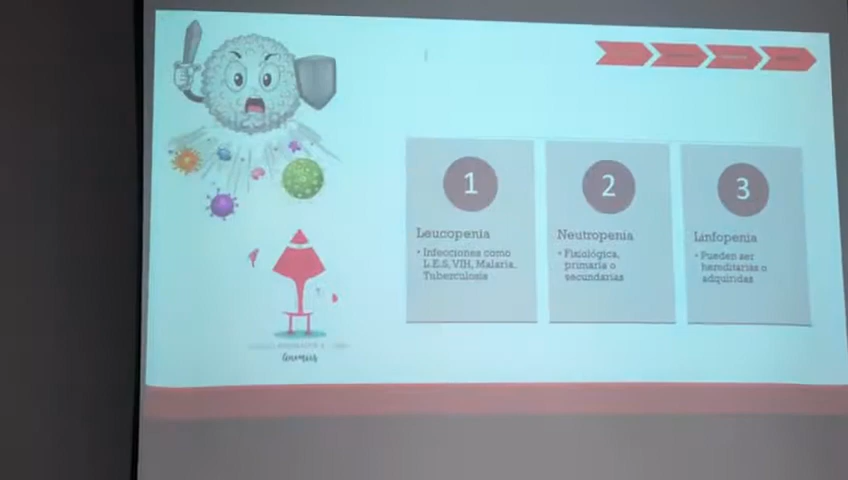 1
Leucopenia
• Infecciones como
L.E.S, VIH, Malaria,
Tuberculosis
2
Neutropenia
• Fisiológica,
primaria o
secundarias
3
Linfopenia
• Pueden ser
hereditarias o
adquiridas